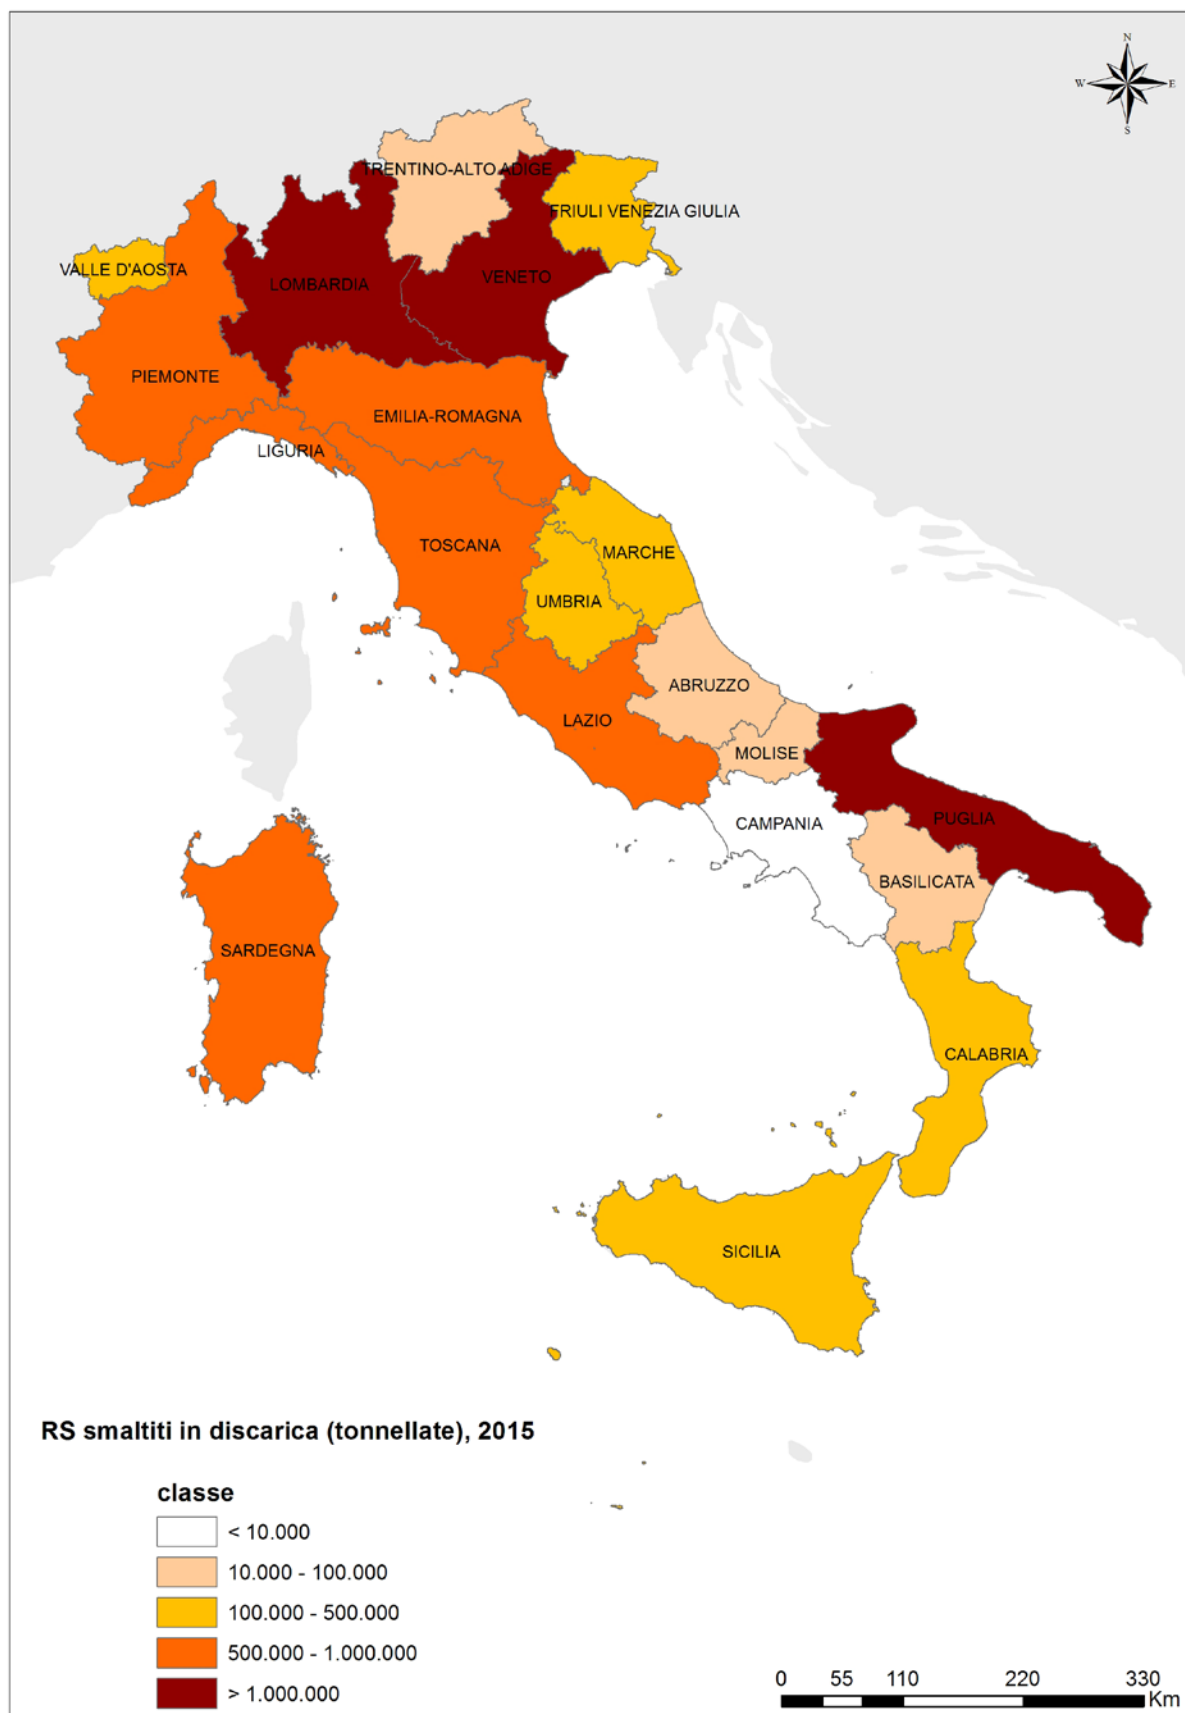 N
W E
S
TRENTINO-ALTO ADIGE
FRIULI VENEZIA GIULIA
VALLE D'AOSTA
LOMBARDIA
VENETO
PIEMONTE
EMILIA-ROMAGNA
LIGURIA
TOSCANA
MARCHE
UMBRIA
ABRUZZO
LAZIO
MOLISE
CAMPANIA
PUGLIA
BASILICATA
SARDEGNA
CALABRIA
SICILIA
RS smaltiti in discarica (tonnellate), 2015
classe
< 10.000
10.000 - 100.000
100.000 - 500.000
500.000 - 1.000.000
> 1.000.000
0 55 110 220 330
Km